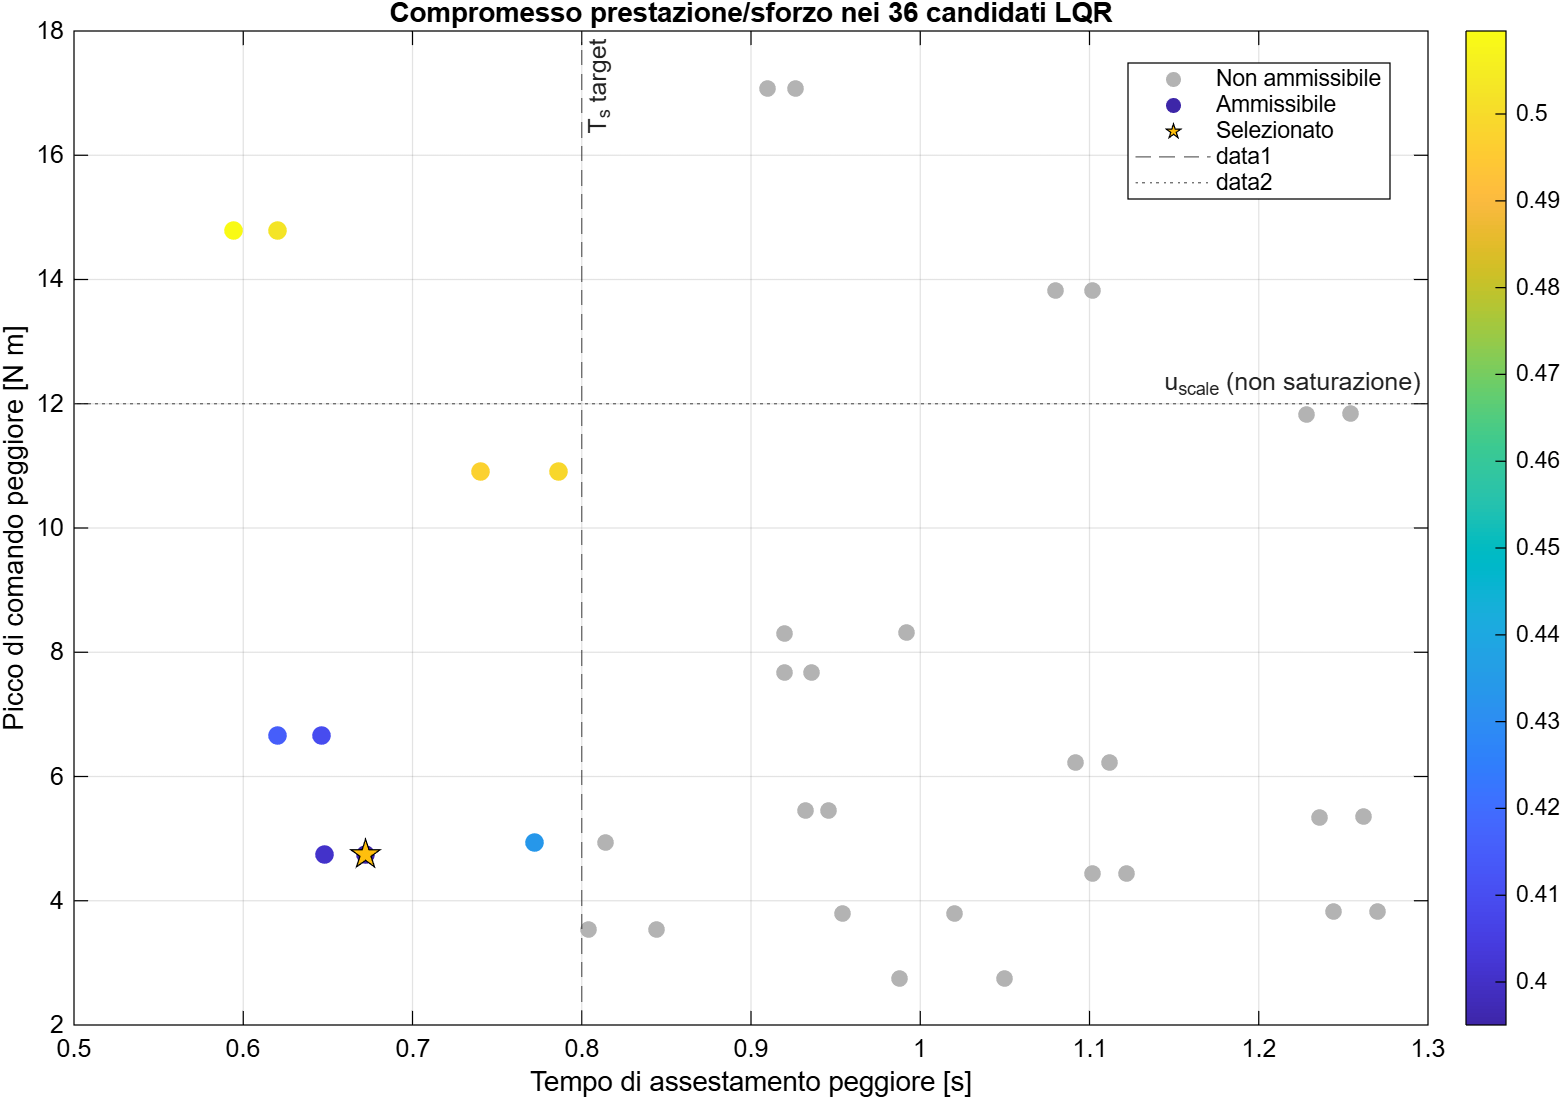 Compromesso prestazione/sforzo nei 36 candidati LQR
Picco di comando peggiore [N m]
18
16
14
12
10
8
6
4
2
0.5
0.6
0.7
0.8
0.9
1
1.1
1.2
1.3
Tempo di assestamento peggiore [s]
Ts target
uscale (non saturazione)
Non ammissibile
Ammissibile
Selezionato
data1
data2
0.5
0.49
0.48
0.47
0.46
0.45
0.44
0.43
0.42
0.41
0.4